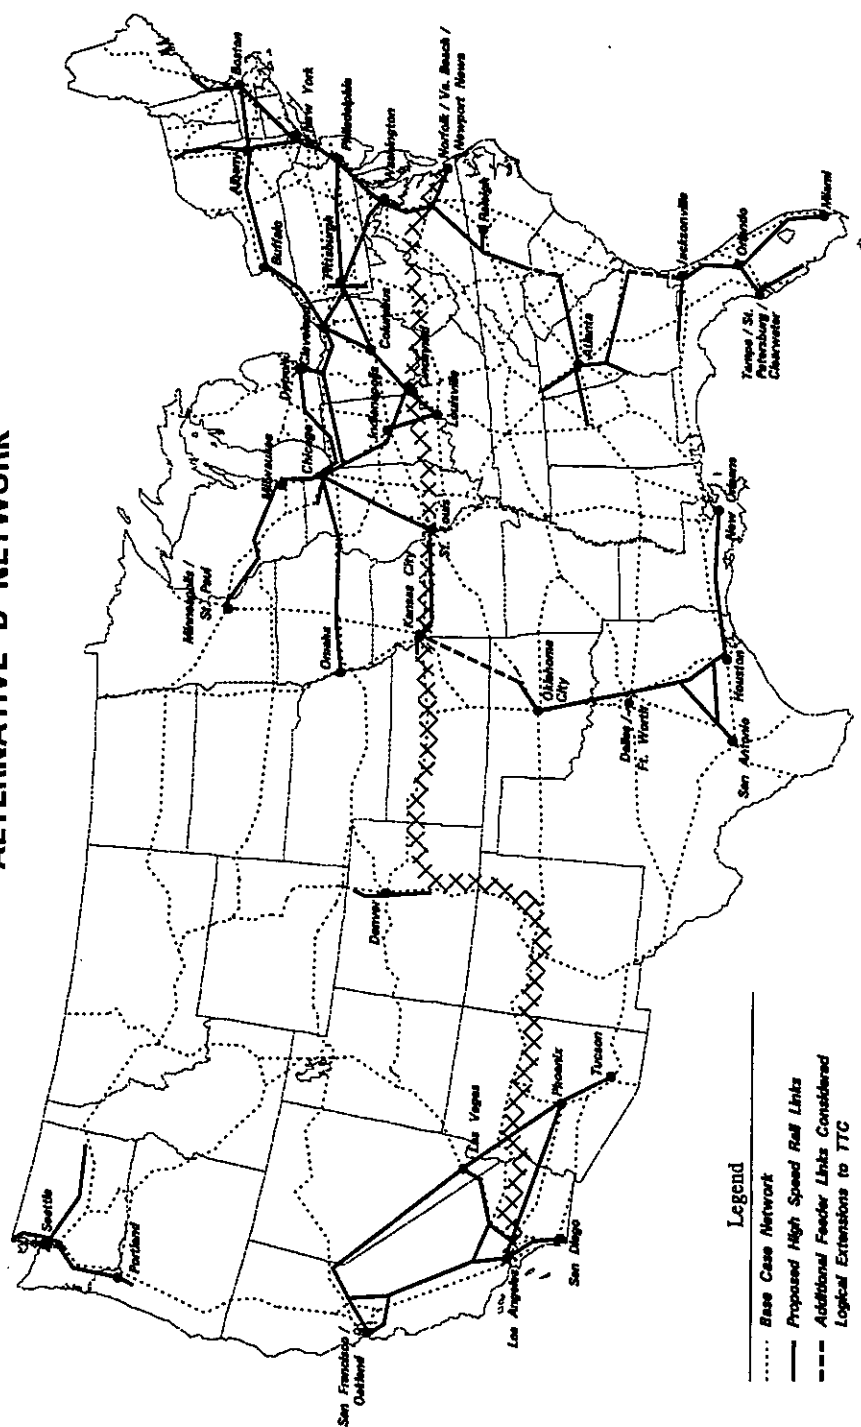 ALTERNATIVE D NETWORK
Seattle
Portland
San Francisco /
Oakland
Los Angeles
San Diego
Las Vegas
Phoenix
Tucson
Denver
Minneapolis /
St. Paul
Omaha
Kansas City
St. Louis
Oklahoma
City
Dallas /
Ft. Worth
San Antonio
Houston
New Orleans
Milwaukee
Chicago
Detroit
Indianapolis
Louisville
Cincinnati
Columbus
Cleveland
Pittsburgh
Buffalo
Albany
Boston
New York
Philadelphia
Washington
Norfolk / Va. Beach /
Newport News
Raleigh
Atlanta
Jacksonville
Orlando
Tampa / St.
Petersburg /
Clearwater
Miami
Legend
Base Case Network
Proposed High Speed Rail Links
Additional Feeder Links Considered
Logical Extensions to TTC